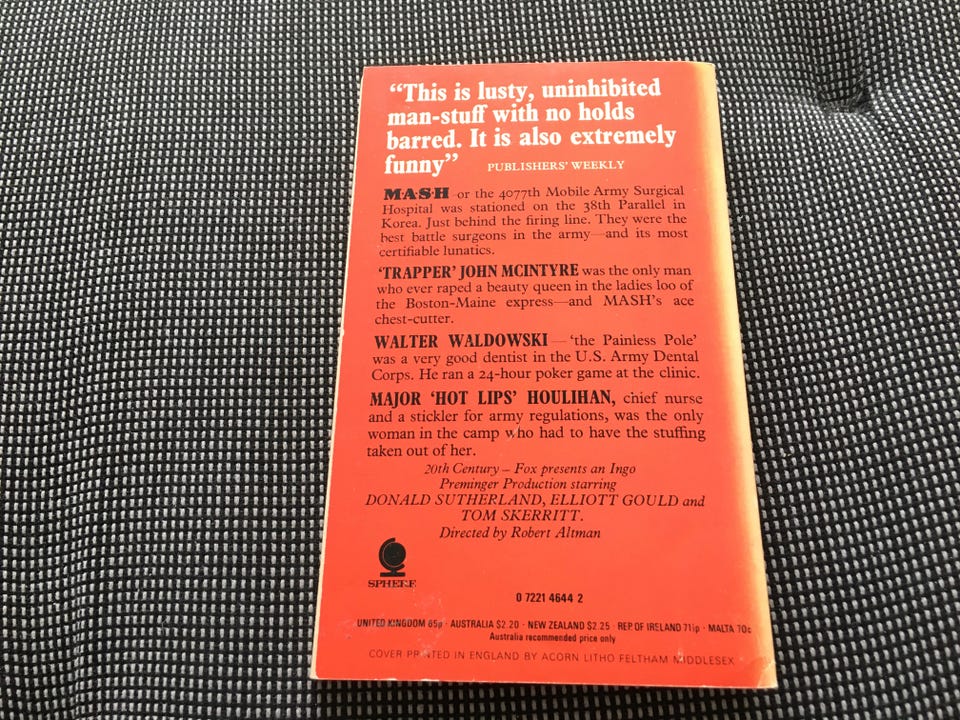 “This is lusty, uninhibited
man-stuff with no holds
barred. It is also extremely
funny” PUBLISHERS’ WEEKLY
M·A·S·H or the 4077th Mobile Army Surgical
Hospital was stationed on the 38th Parallel in
Korea. Just behind the firing line. They were the
best battle surgeons in the army—and its most
certifiable lunatics.
‘TRAPPER’ JOHN MCINTYRE was the only man
who ever raped a beauty queen in the ladies loo of
the Boston-Maine express—and MASH’s ace
chest-cutter.
WALTER WALDOWSKI—‘the Painless Pole’
was a very good dentist in the U.S. Army Dental
Corps. He ran a 24-hour poker game at the clinic.
MAJOR ‘HOT LIPS’ HOULIHAN, chief nurse
and a stickler for army regulations, was the only
woman in the camp who had to have the stuffing
taken out of her.
20th Century – Fox presents an Ingo
Preminger Production starring
DONALD SUTHERLAND, ELLIOTT GOULD and
TOM SKERRITT.
Directed by Robert Altman
SPHERE
0 7221 4644 2
UNITED KINGDOM 65p · AUSTRALIA $2.20 · NEW ZEALAND $2.25 · REP OF IRELAND 71½p · MALTA 70c
Australia recommended price only
COVER PRINTED IN ENGLAND BY ACORN LITHO FELTHAM MIDDLESEX